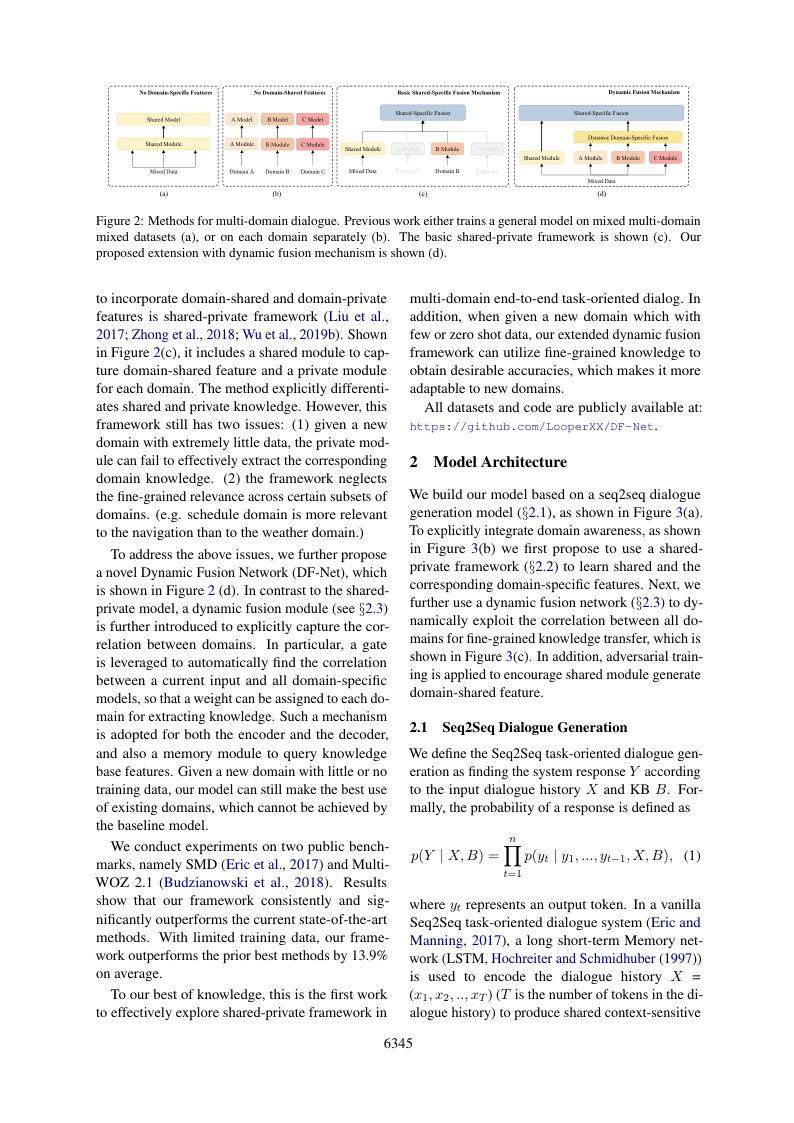 No Domain-Specific Features
Shared Model
Shared Module
Mixed Data
(a)
No Domain-Shared Features
A Model B Model C Model
A Module B Module C Module
Domain A Domain B Domain C
(b)
Basic Shared-Specific Fusion Mechanism
Shared-Specific Fusion
Shared Module A Module B Module C Module
Mixed Data Domain A Domain B Domain C
(c)
Dynamic Fusion Mechanism
Shared-Specific Fusion
Dynamic Domain-Specific Fusion
Shared Module A Module B Module C Module
Mixed Data
(d)
Figure 2: Methods for multi-domain dialogue. Previous work either trains a general model on mixed multi-domain
mixed datasets (a), or on each domain separately (b). The basic shared-private framework is shown (c). Our
proposed extension with dynamic fusion mechanism is shown (d).
to incorporate domain-shared and domain-private
features is shared-private framework (Liu et al.,
2017; Zhong et al., 2018; Wu et al., 2019b). Shown
in Figure 2(c), it includes a shared module to cap-
ture domain-shared feature and a private module
for each domain. The method explicitly differenti-
ates shared and private knowledge. However, this
framework still has two issues: (1) given a new
domain with extremely little data, the private mod-
ule can fail to effectively extract the corresponding
domain knowledge. (2) the framework neglects
the fine-grained relevance across certain subsets of
domains. (e.g. schedule domain is more relevant
to the navigation than to the weather domain.)
To address the above issues, we further propose
a novel Dynamic Fusion Network (DF-Net), which
is shown in Figure 2 (d). In contrast to the shared-
private model, a dynamic fusion module (see §2.3)
is further introduced to explicitly capture the cor-
relation between domains. In particular, a gate
is leveraged to automatically find the correlation
between a current input and all domain-specific
models, so that a weight can be assigned to each do-
main for extracting knowledge. Such a mechanism
is adopted for both the encoder and the decoder,
and also a memory module to query knowledge
base features. Given a new domain with little or no
training data, our model can still make the best use
of existing domains, which cannot be achieved by
the baseline model.
We conduct experiments on two public bench-
marks, namely SMD (Eric et al., 2017) and Multi-
WOZ 2.1 (Budzianowski et al., 2018). Results
show that our framework consistently and sig-
nificantly outperforms the current state-of-the-art
methods. With limited training data, our frame-
work outperforms the prior best methods by 13.9%
on average.
To our best of knowledge, this is the first work
to effectively explore shared-private framework in
multi-domain end-to-end task-oriented dialog. In
addition, when given a new domain which with
few or zero shot data, our extended dynamic fusion
framework can utilize fine-grained knowledge to
obtain desirable accuracies, which makes it more
adaptable to new domains.
All datasets and code are publicly available at:
https://github.com/LooperXX/DF-Net.
2 Model Architecture
We build our model based on a seq2seq dialogue
generation model (§2.1), as shown in Figure 3(a).
To explicitly integrate domain awareness, as shown
in Figure 3(b) we first propose to use a shared-
private framework (§2.2) to learn shared and the
corresponding domain-specific features. Next, we
further use a dynamic fusion network (§2.3) to dy-
namically exploit the correlation between all do-
mains for fine-grained knowledge transfer, which is
shown in Figure 3(c). In addition, adversarial train-
ing is applied to encourage shared module generate
domain-shared feature.
2.1 Seq2Seq Dialogue Generation
We define the Seq2Seq task-oriented dialogue gen-
eration as finding the system response Y according
to the input dialogue history X and KB B. For-
mally, the probability of a response is defined as
p(Y | X, B) = ∏_{t=1}^{n} p(y_t | y_1, ..., y_{t−1}, X, B), (1)
where y_t represents an output token. In a vanilla
Seq2Seq task-oriented dialogue system (Eric and
Manning, 2017), a long short-term Memory net-
work (LSTM, Hochreiter and Schmidhuber (1997))
is used to encode the dialogue history X =
(x_1, x_2, .., x_T) (T is the number of tokens in the di-
alogue history) to produce shared context-sensitive
6345